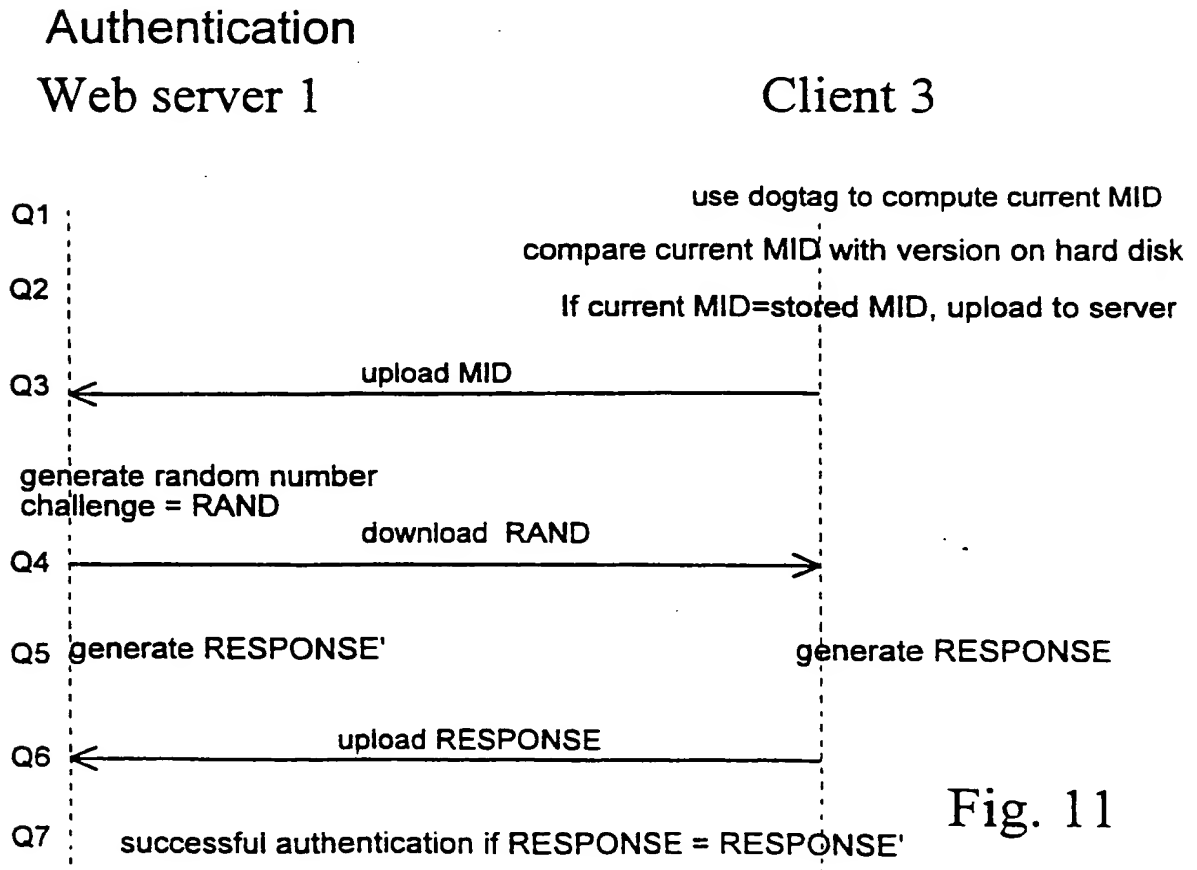 Authentication
Web server 1
Client 3
Q1
use dogtag to compute current MID
compare current MID with version on hard disk
Q2
If current MID=stored MID, upload to server
Q3
upload MID
generate random number
challenge = RAND
download RAND
Q4
Q5
generate RESPONSE'
generate RESPONSE
upload RESPONSE
Q6
Fig. 11
Q7
successful authentication if RESPONSE = RESPONSE'